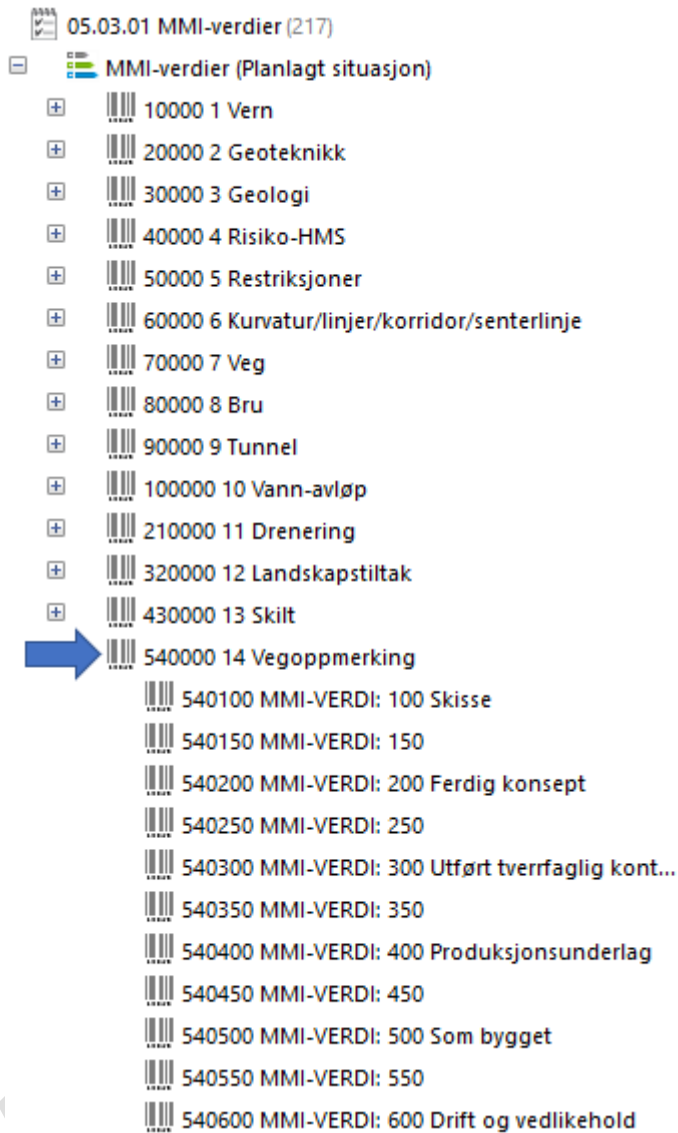 05.03.01 MMI-verdier (217)
MMI-verdier (Planlagt situasjon)
10000 1 Vern
20000 2 Geoteknikk
30000 3 Geologi
40000 4 Risiko-HMS
50000 5 Restriksjoner
60000 6 Kurvatur/linjer/korridor/senterlinje
70000 7 Veg
80000 8 Bru
90000 9 Tunnel
100000 10 Vann-avløp
210000 11 Drenering
320000 12 Landskapstiltak
430000 13 Skilt
540000 14 Vegoppmerking
540100 MMI-VERDI: 100 Skisse
540150 MMI-VERDI: 150
540200 MMI-VERDI: 200 Ferdig konsept
540250 MMI-VERDI: 250
540300 MMI-VERDI: 300 Utført tverrfaglig kont...
540350 MMI-VERDI: 350
540400 MMI-VERDI: 400 Produksjonsunderlag
540450 MMI-VERDI: 450
540500 MMI-VERDI: 500 Som bygget
540550 MMI-VERDI: 550
540600 MMI-VERDI: 600 Drift og vedlikehold